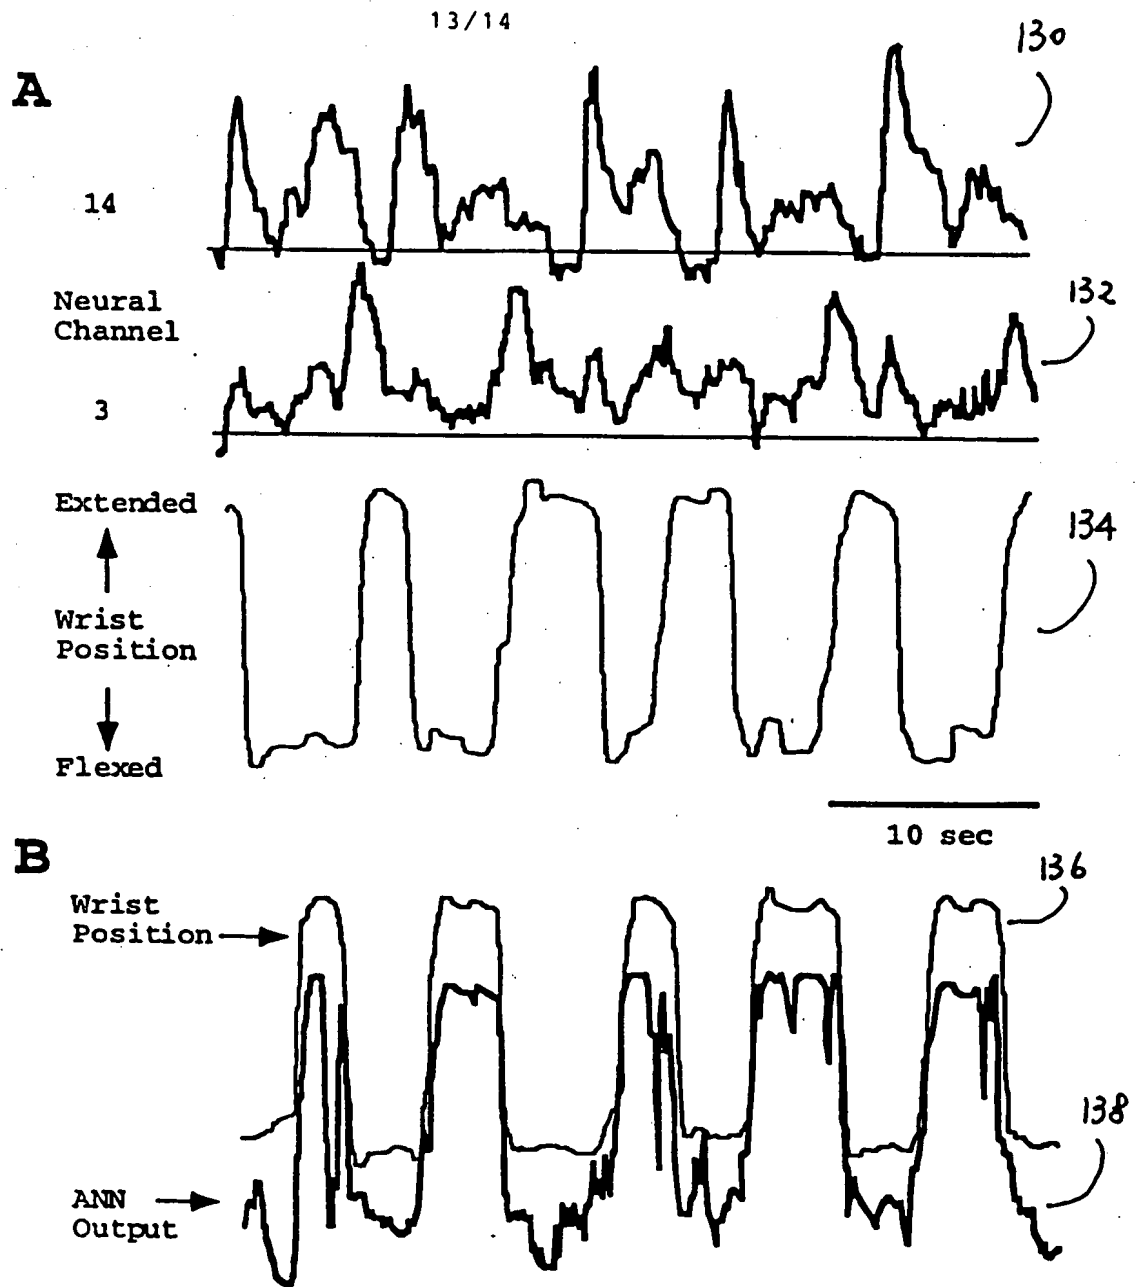 13/14
A
130
14
Neural
Channel
132
3
Extended
134
Wrist
Position
Flexed
10 sec
B
136
Wrist
Position
138
ANN
Output